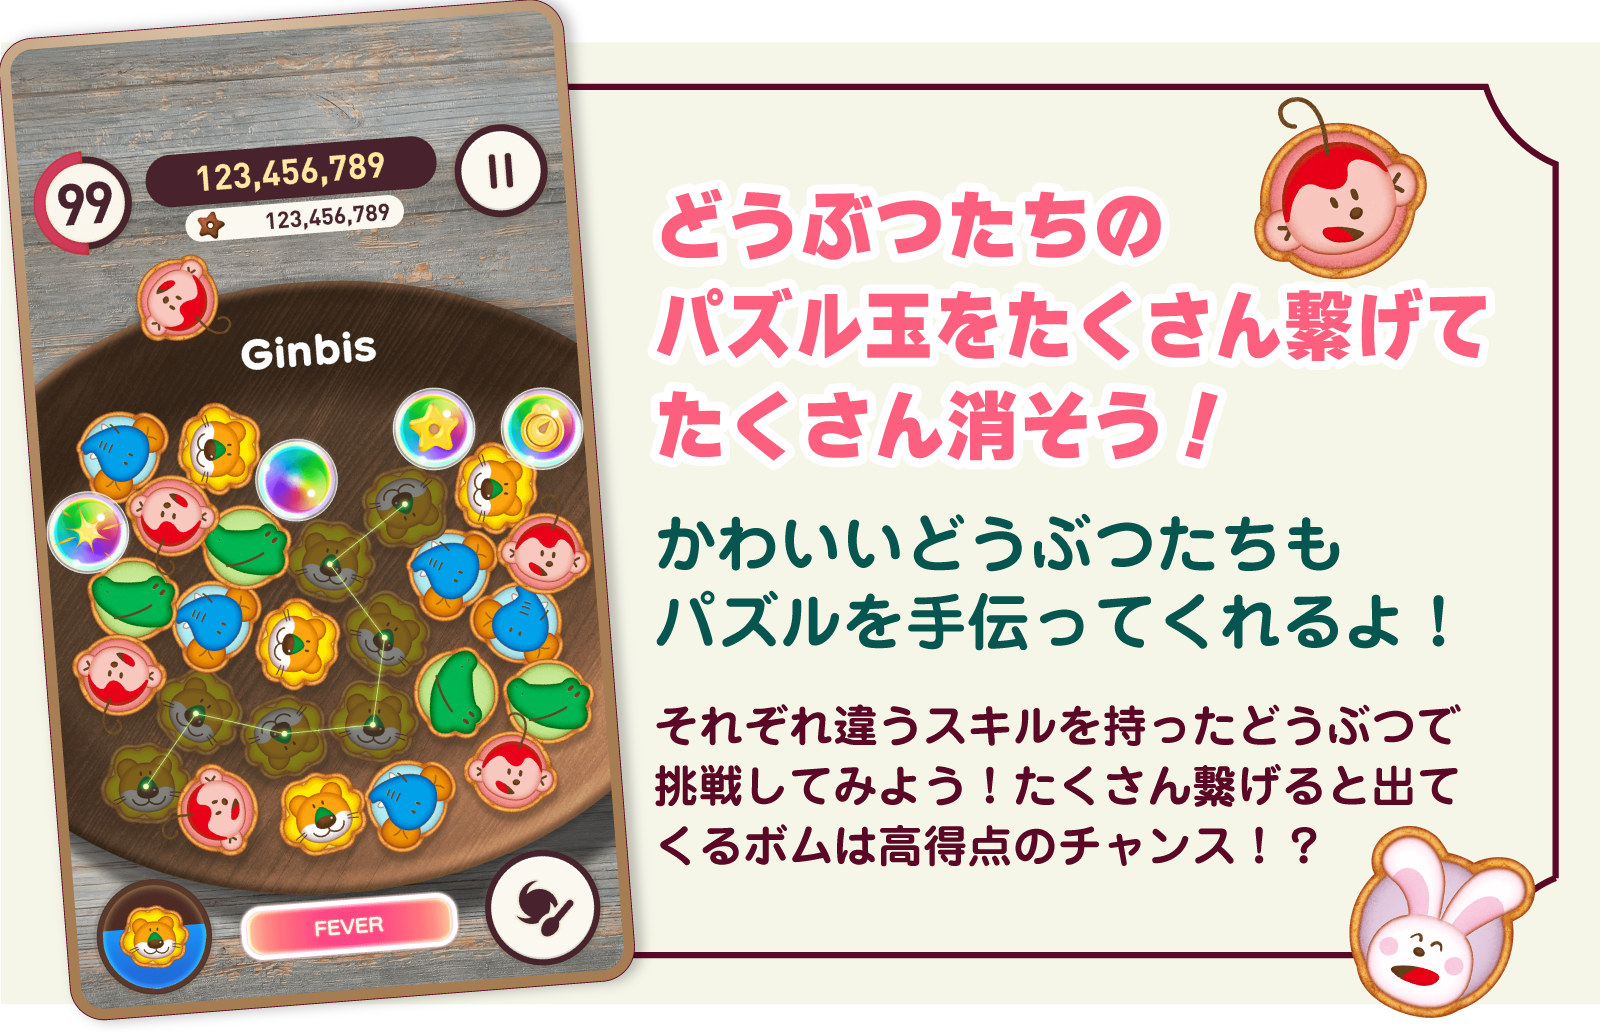 99
123,456,789
123,456,789
Ginbis
FEVER
どうぶつたちの
パズル玉をたくさん繋げて
たくさん消そう！
かわいいどうぶつたちも
パズルを手伝ってくれるよ！
それぞれ違うスキルを持ったどうぶつで
挑戦してみよう！たくさん繋げると出て
くるボムは高得点のチャンス！？